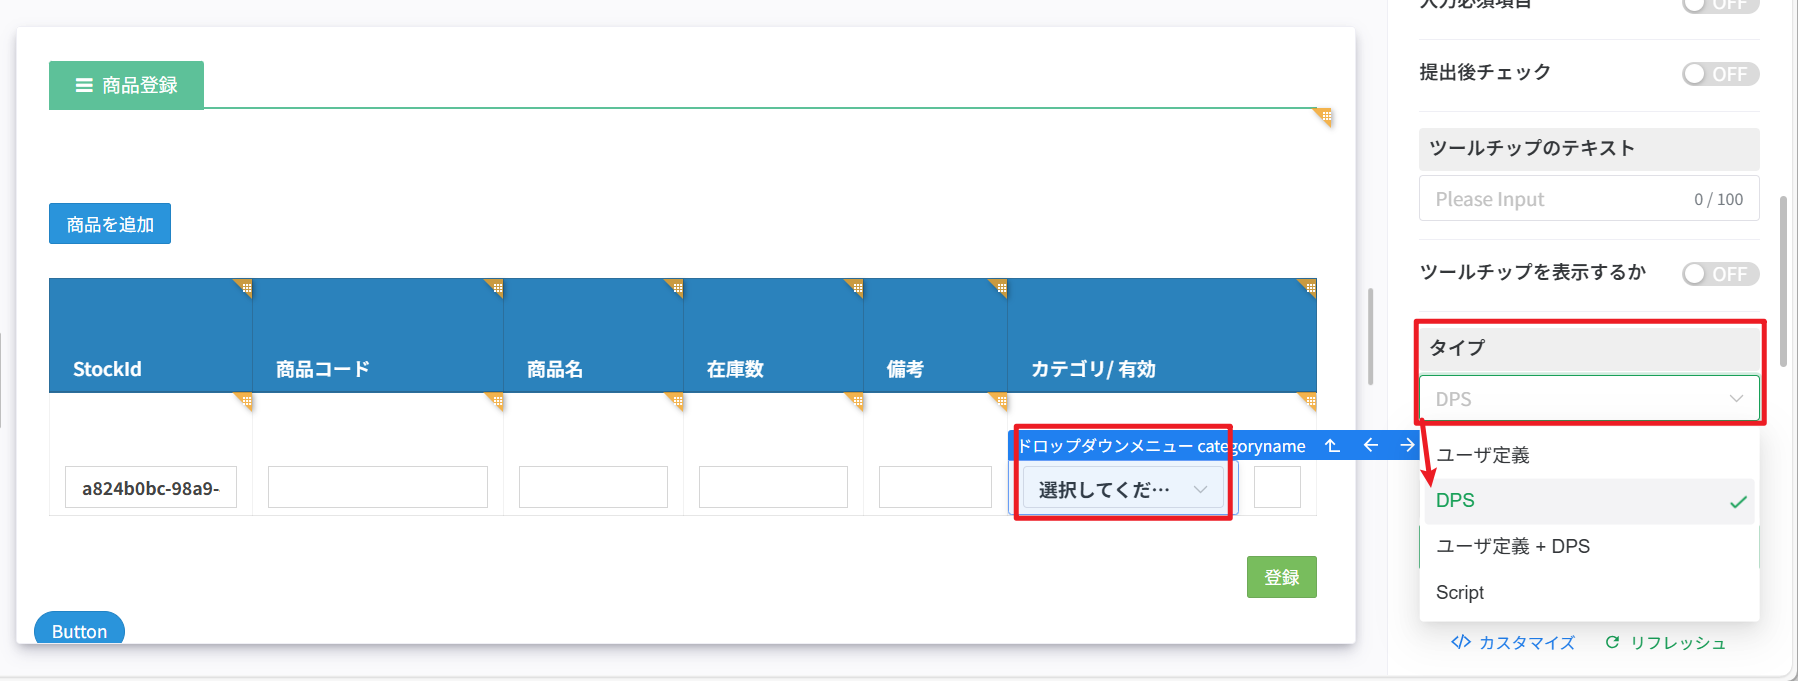 入力必須項目
OFF
商品登録
提出後チェック
OFF
ツールチップのテキスト
Please Input
0 / 100
商品を追加
ツールチップを表示するか
OFF
タイプ
DPS
StockId
商品コード
商品名
在庫数
備考
カテゴリ/ 有効
ドロップダウンメニュー categoryname
a824b0bc-98a9-
選択してくだ…
ユーザ定義
DPS
ユーザ定義 + DPS
Script
登録
Button
カスタマイズ
リフレッシュ